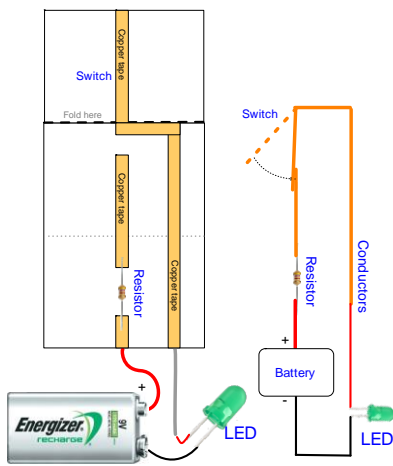 Copper tape
Switch
Fold here
Copper tape
Copper tape
Resistor
+
Energizer
RECHARGE
9V
LED
Switch
Conductors
Resistor
+
Battery
-
LED